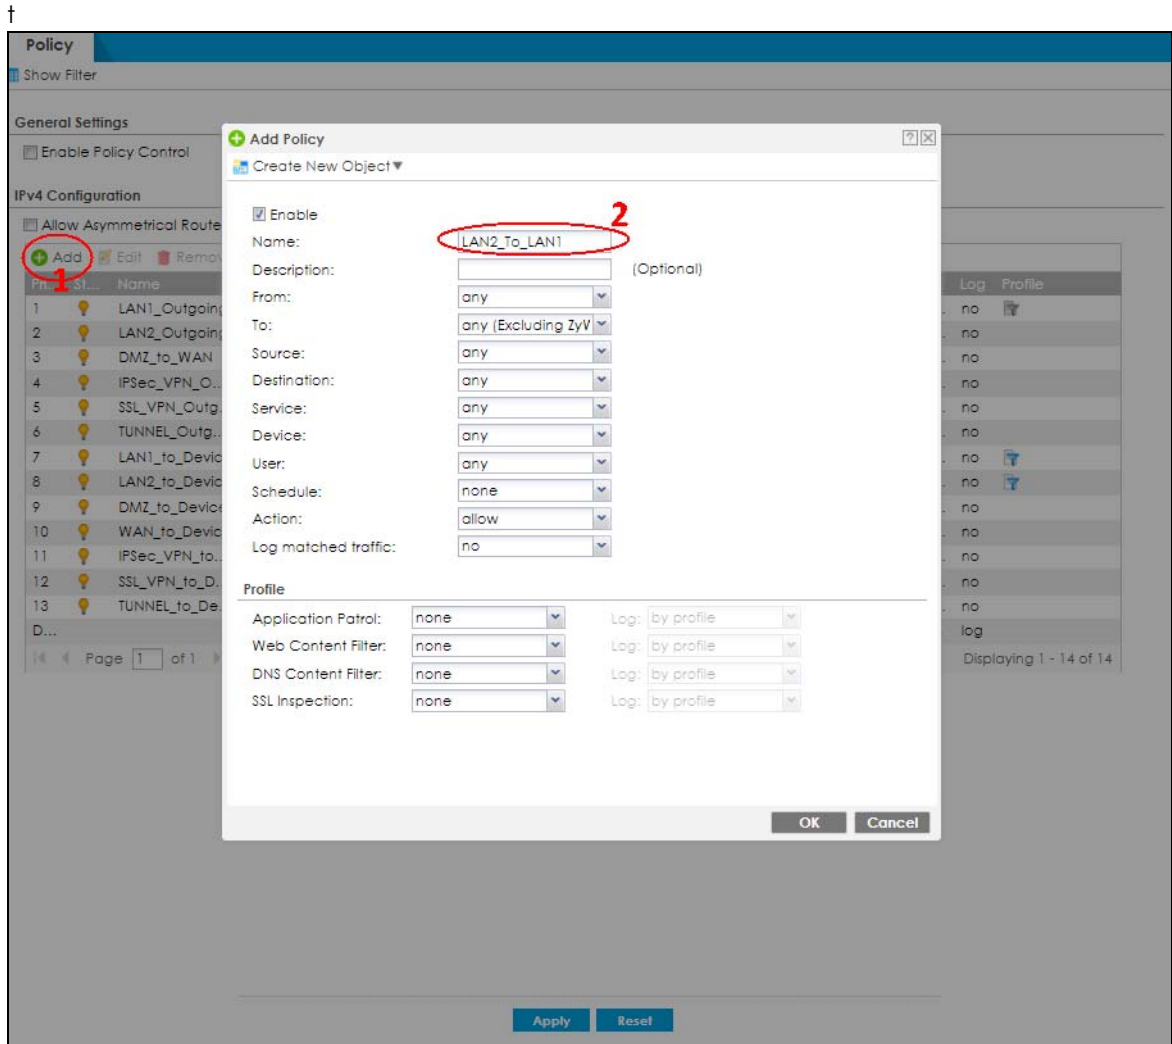 †
Policy
Show Filter
General Settings
Enable Policy Control
IPv4 Configuration
Allow Asymmetrical Route
Add Edit Remov
1
Pri... St... Name Log Profile
1 LAN1_Outgoing no
2 LAN2_Outgoing no
3 DMZ_to_WAN no
4 IPSec_VPN_O... no
5 SSL_VPN_Outg... no
6 TUNNEL_Outg... no
7 LAN1_to_Devic no
8 LAN2_to_Devic no
9 DMZ_to_Device no
10 WAN_to_Devic no
11 IPSec_VPN_to... no
12 SSL_VPN_to_D... no
13 TUNNEL_to_De... no
D... log
Page 1 of 1 Displaying 1 - 14 of 14
Add Policy
Create New Object
Enable
2
Name: LAN2_To_LAN1
Description: (Optional)
From: any
To: any (Excluding ZyW
Source: any
Destination: any
Service: any
Device: any
User: any
Schedule: none
Action: allow
Log matched traffic: no
Profile
Application Patrol: none Log: by profile
Web Content Filter: none Log: by profile
DNS Content Filter: none Log: by profile
SSL Inspection: none Log: by profile
OK Cancel
Apply Reset